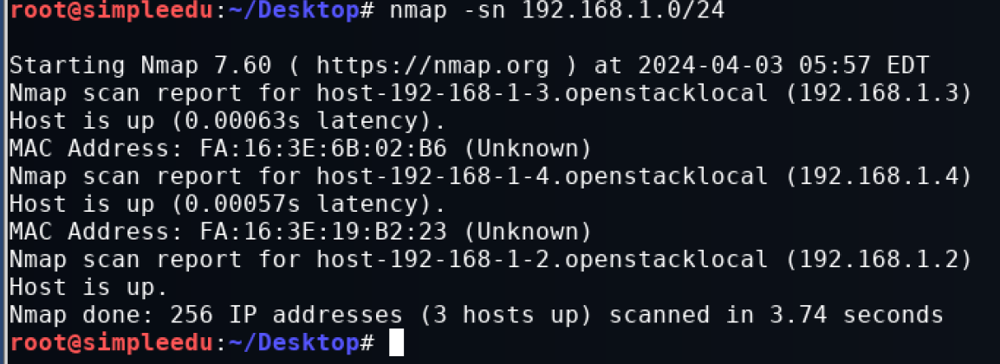 root@simpleedu:~/Desktop# nmap -sn 192.168.1.0/24
Starting Nmap 7.60 ( https://nmap.org ) at 2024-04-03 05:57 EDT
Nmap scan report for host-192-168-1-3.openstacklocal (192.168.1.3)
Host is up (0.00063s latency).
MAC Address: FA:16:3E:6B:02:B6 (Unknown)
Nmap scan report for host-192-168-1-4.openstacklocal (192.168.1.4)
Host is up (0.00057s latency).
MAC Address: FA:16:3E:19:B2:23 (Unknown)
Nmap scan report for host-192-168-1-2.openstacklocal (192.168.1.2)
Host is up.
Nmap done: 256 IP addresses (3 hosts up) scanned in 3.74 seconds
root@simpleedu:~/Desktop#